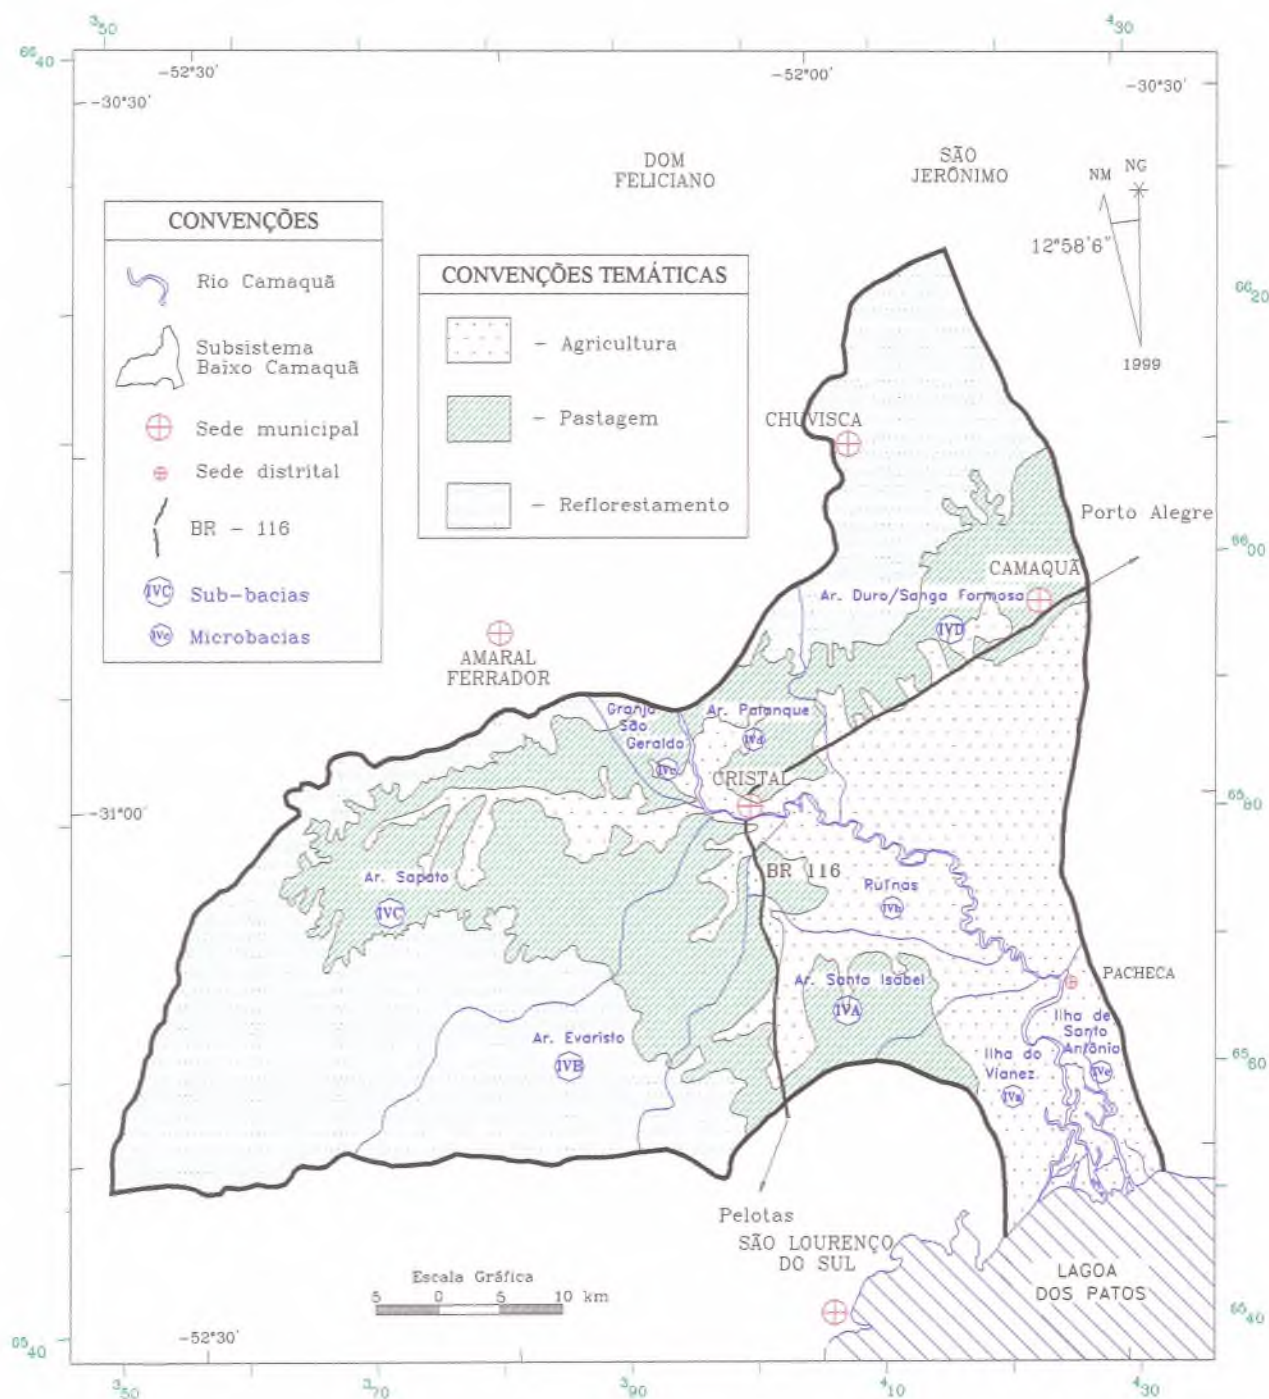 350
430
6640
-52°30'
-52°00'
-30°30'
-30°30'
DOM
FELICIANO
SÃO
JERÔNIMO
NM NG
12°58'6"
1999
CONVENÇÕES
Rio Camaquã
Subsistema
Baixo Camaquã
Sede municipal
Sede distrital
BR - 116
IVC Sub-bacias
IVc Microbacias
CONVENÇÕES TEMÁTICAS
- Agricultura
- Pastagem
- Reflorestamento
6620
CHUVISCA
Porto Alegre
6600
CAMAQUÃ
Ar. Duro/Sanga Formosa
IVD
AMARAL
FERRADOR
Granja
São
Geraldo
IVc
Ar. Patanque
IVd
CRISTAL
-31°00'
6580
BR 116
Ar. Sapato
IVC
Ruínas
IVb
PACHECA
Ar. Santa Isabel
IVA
Ilha de
Santo
Antônio
IVe
Ar. Evaristo
IVB
Ilha do
Vianez
IVa
6560
Pelotas
SÃO LOURENÇO
DO SUL
LAGOA
DOS PATOS
Escala Gráfica
5 0 5 10 km
-52°30'
6540
6540
350
370
390
410
430